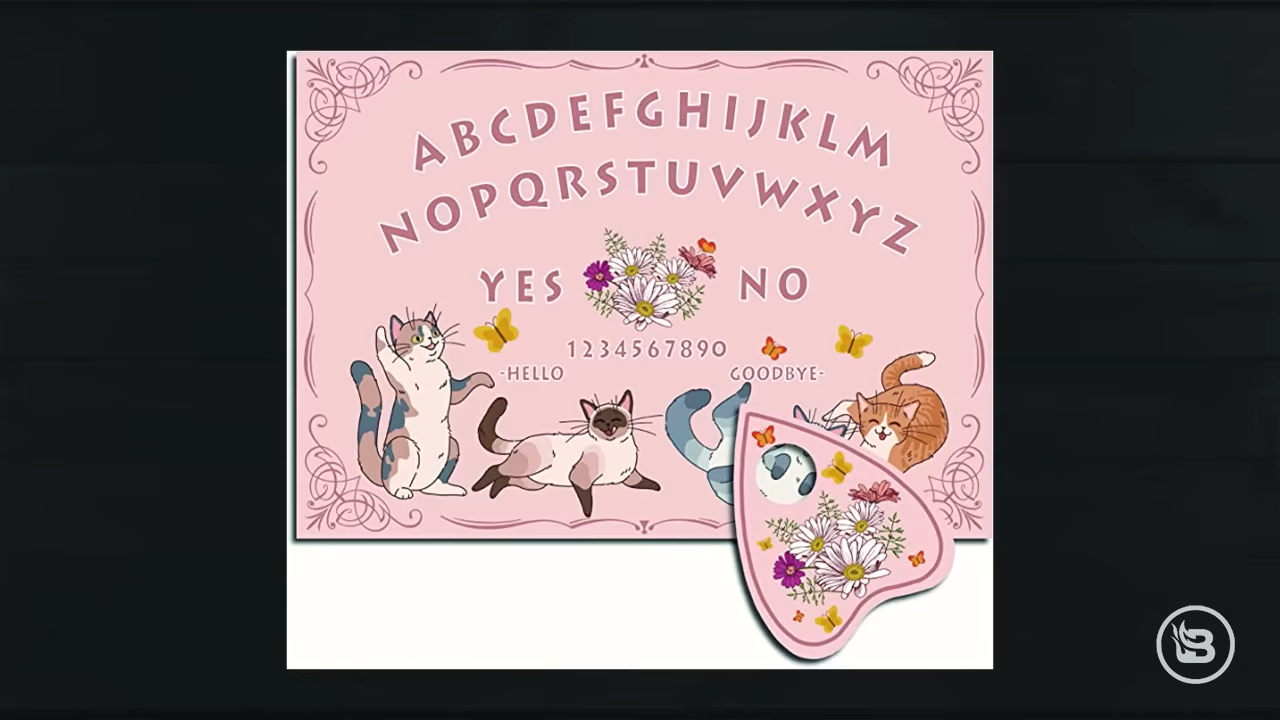 ABCDEFGHIJKLM
NOPQRSTUVWXYZ
YES NO
1234567890
-HELLO GOODBYE-
B